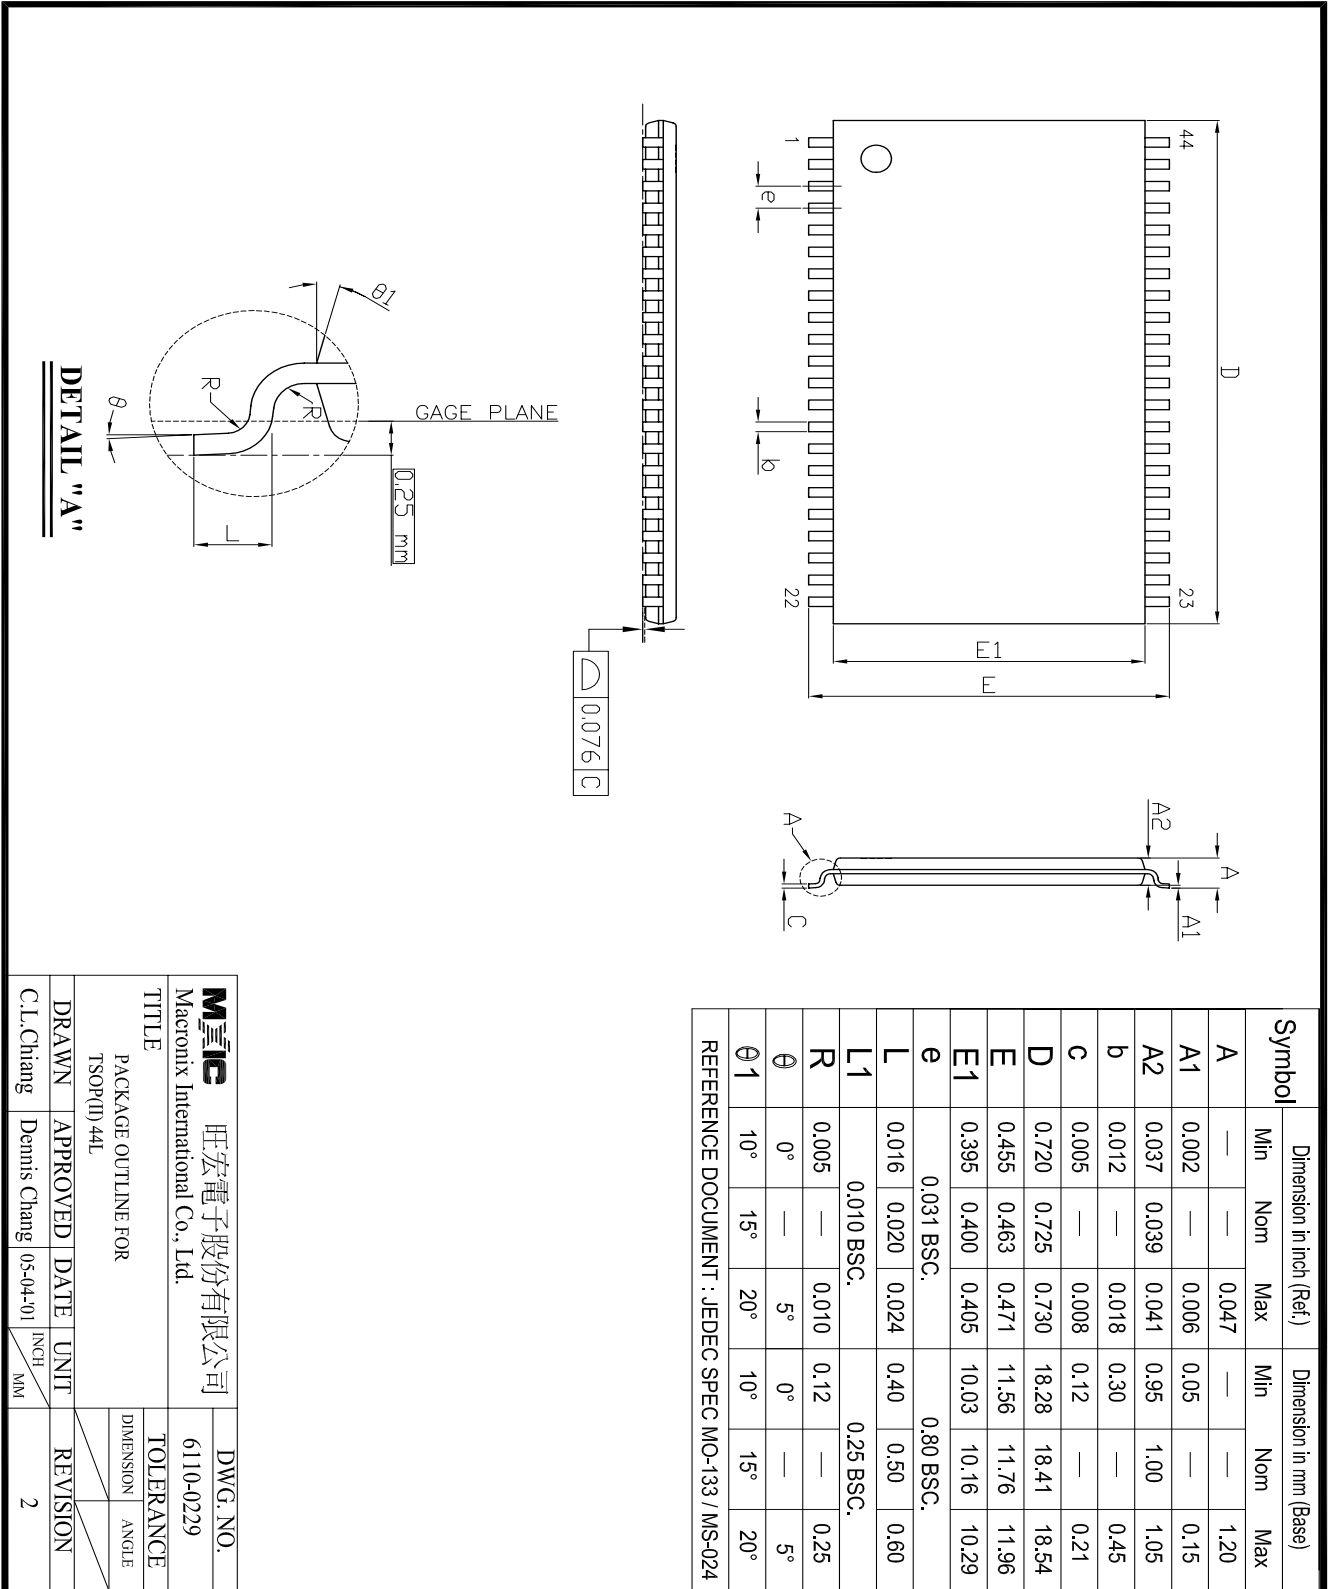 44
23
1
22
D
e
b
E1
E
A2
A
A1
A
C
0.076 C
θ1
R
R
θ
GAGE PLANE
0.25 mm
L
DETAIL "A"
Symbol Dimension in inch (Ref.) Dimension in mm (Base)
Min Nom Max Min Nom Max
A — — 0.047 — — 1.20
A1 0.002 — 0.006 0.05 — 0.15
A2 0.037 0.039 0.041 0.95 1.00 1.05
b 0.012 — 0.018 0.30 — 0.45
c 0.005 — 0.008 0.12 — 0.21
D 0.720 0.725 0.730 18.28 18.41 18.54
E 0.455 0.463 0.471 11.56 11.76 11.96
E1 0.395 0.400 0.405 10.03 10.16 10.29
e 0.031 BSC. 0.80 BSC.
L 0.016 0.020 0.024 0.40 0.50 0.60
L1 0.010 BSC. 0.25 BSC.
R 0.005 — 0.010 0.12 — 0.25
θ 0° — 5° 0° — 5°
θ1 10° 15° 20° 10° 15° 20°
REFERENCE DOCUMENT : JEDEC SPEC MO-133 / MS-024
MXIC 旺宏電子股份有限公司
Macronix International Co., Ltd.
DWG. NO.
6110-0229
TITLE
PACKAGE OUTLINE FOR
TSOP(II) 44L
TOLERANCE
DIMENSION ANGLE
DRAWN APPROVED DATE UNIT REVISION
C.L.Chiang Dennis Chang 05-04-'01 INCH MM 2